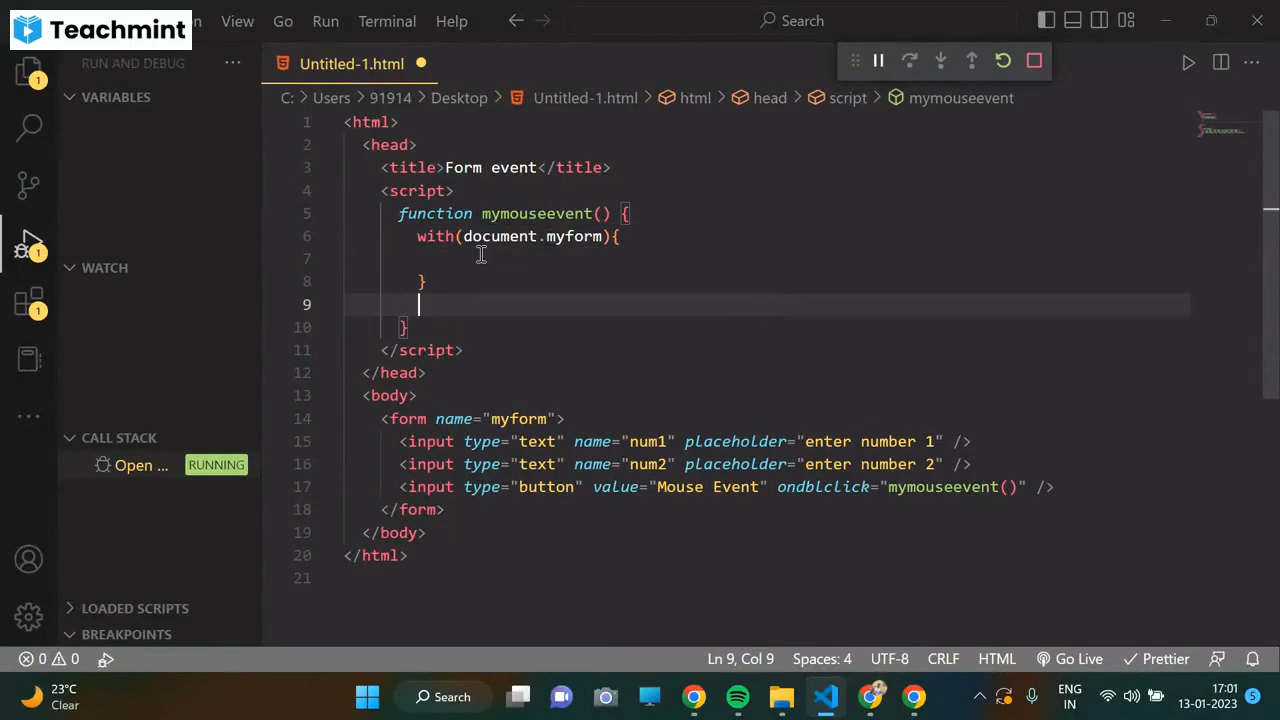 Teachmint
View Go Run Terminal Help
Search
RUN AND DEBUG
Untitled-1.html
C: Users 91914 Desktop Untitled-1.html html head script mymouseevent
VARIABLES
WATCH
CALL STACK
Open ... RUNNING
LOADED SCRIPTS
BREAKPOINTS
1
1
1
1 <html>
2 <head>
3 <title>Form event</title>
4 <script>
5 function mymouseevent() {
6 with(document.myform){
7
8 }
9
10 }
11 </script>
12 </head>
13 <body>
14 <form name="myform">
15 <input type="text" name="num1" placeholder="enter number 1" />
16 <input type="text" name="num2" placeholder="enter number 2" />
17 <input type="button" value="Mouse Event" ondblclick="mymouseevent()" />
18 </form>
19 </body>
20 </html>
21
0 0 Ln 9, Col 9 Spaces: 4 UTF-8 CRLF HTML Go Live Prettier
23°C
Clear
Search
ENG
IN
17:01
13-01-2023
5